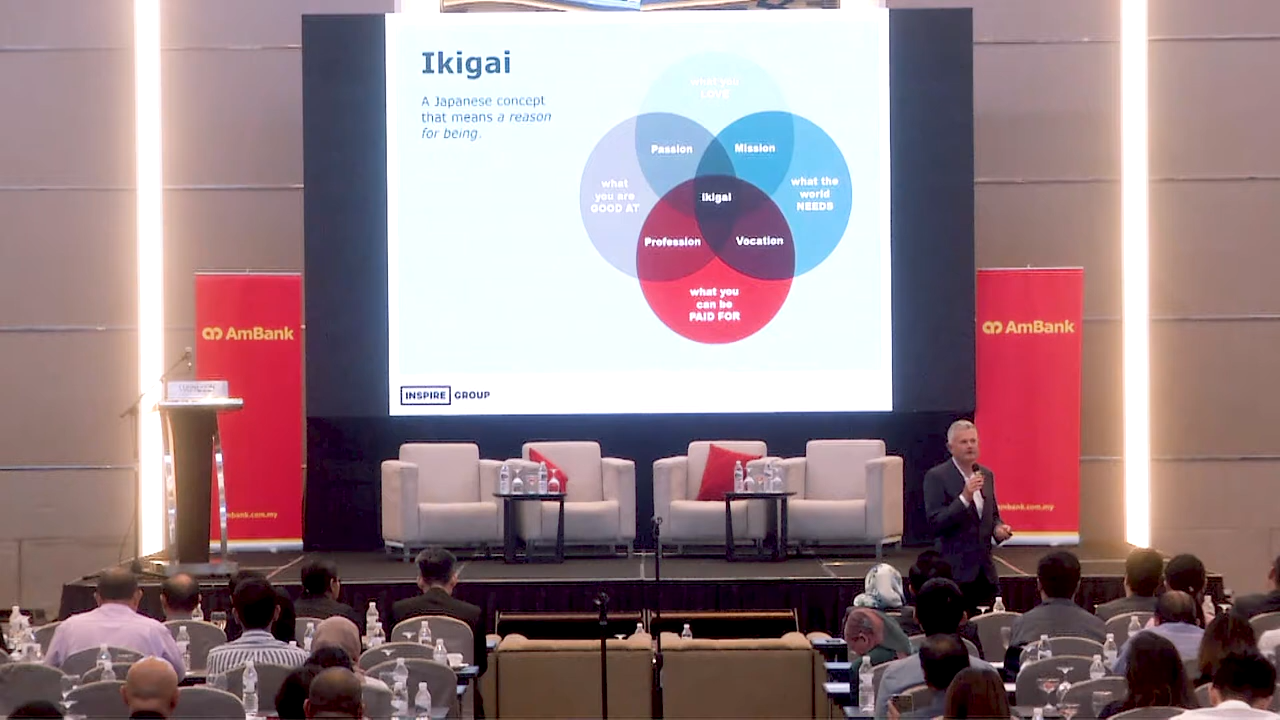 Ikigai
A Japanese concept
that means a reason
for being.
what you
LOVE
Passion
Mission
what
you are
GOOD AT
ikigai
what the
world
NEEDS
Profession
Vocation
what you
can be
PAID FOR
INSPIRE GROUP
AmBank
AmBank
mbank.com.my
mbank.com.my